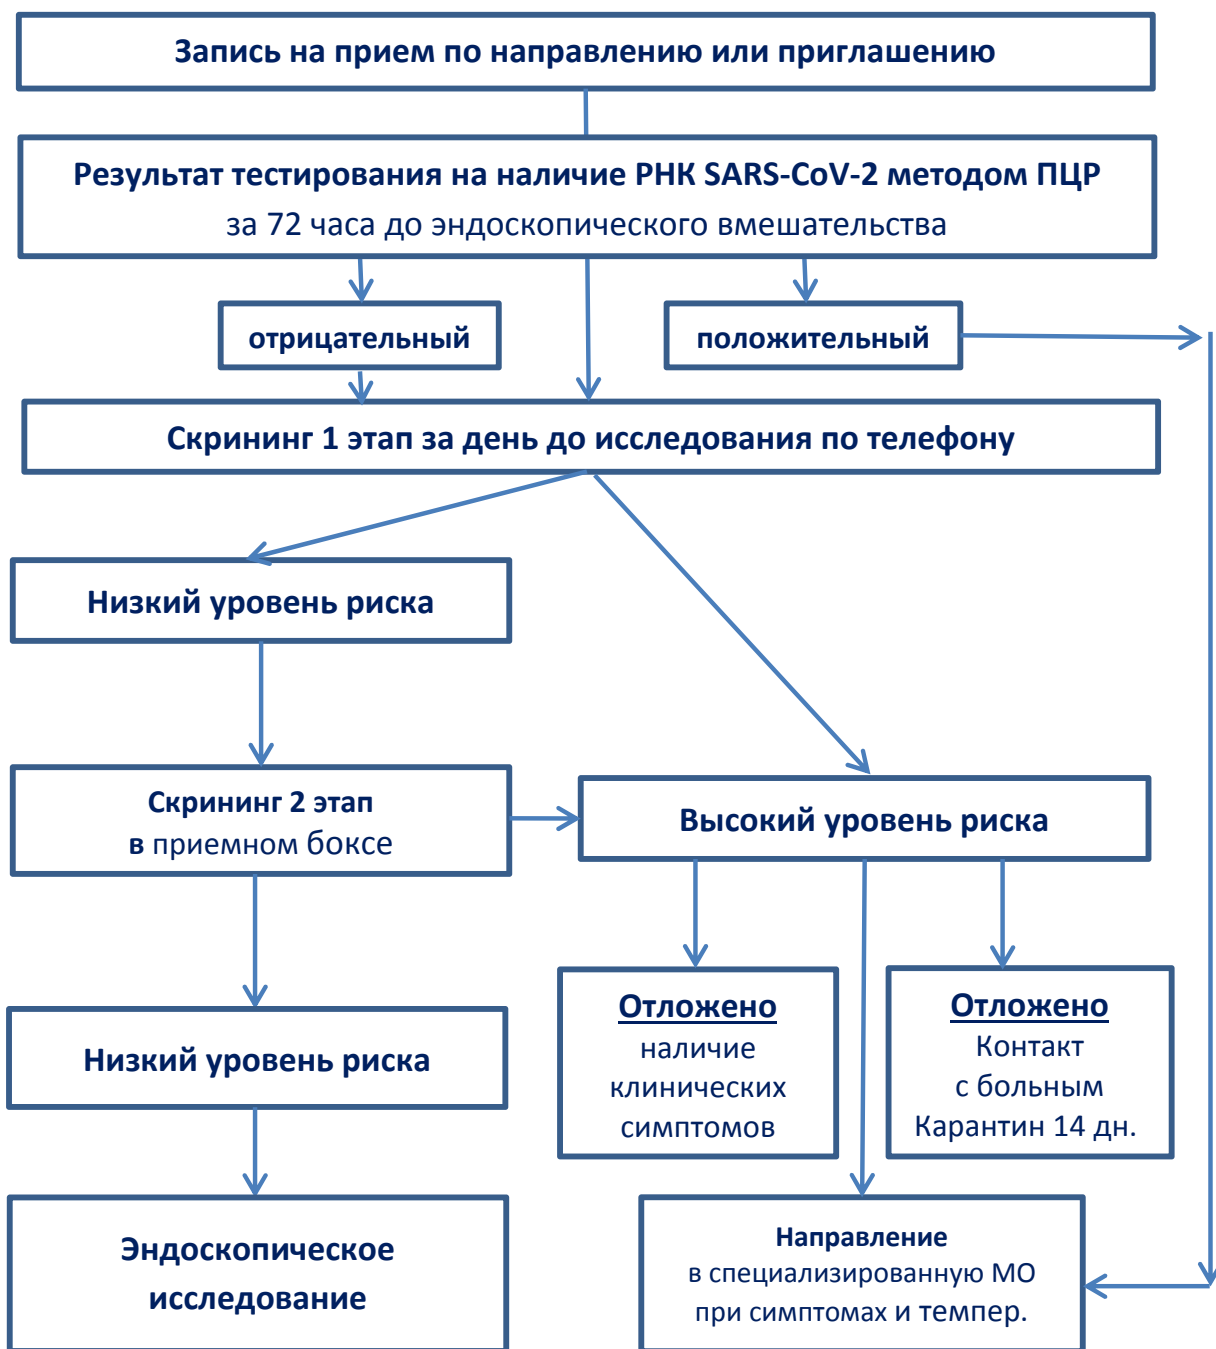 Запись на прием по направлению или приглашению
Результат тестирования на наличие РНК SARS-CoV-2 методом ПЦР
за 72 часа до эндоскопического вмешательства
отрицательный
положительный
Скрининг 1 этап за день до исследования по телефону
Низкий уровень риска
Скрининг 2 этап
в приемном боксе
Высокий уровень риска
Отложено
наличие
клинических
симптомов
Отложено
Контакт
с больным
Карантин 14 дн.
Низкий уровень риска
Эндоскопическое
исследование
Направление
в специализированную МО
при симптомах и темпер.